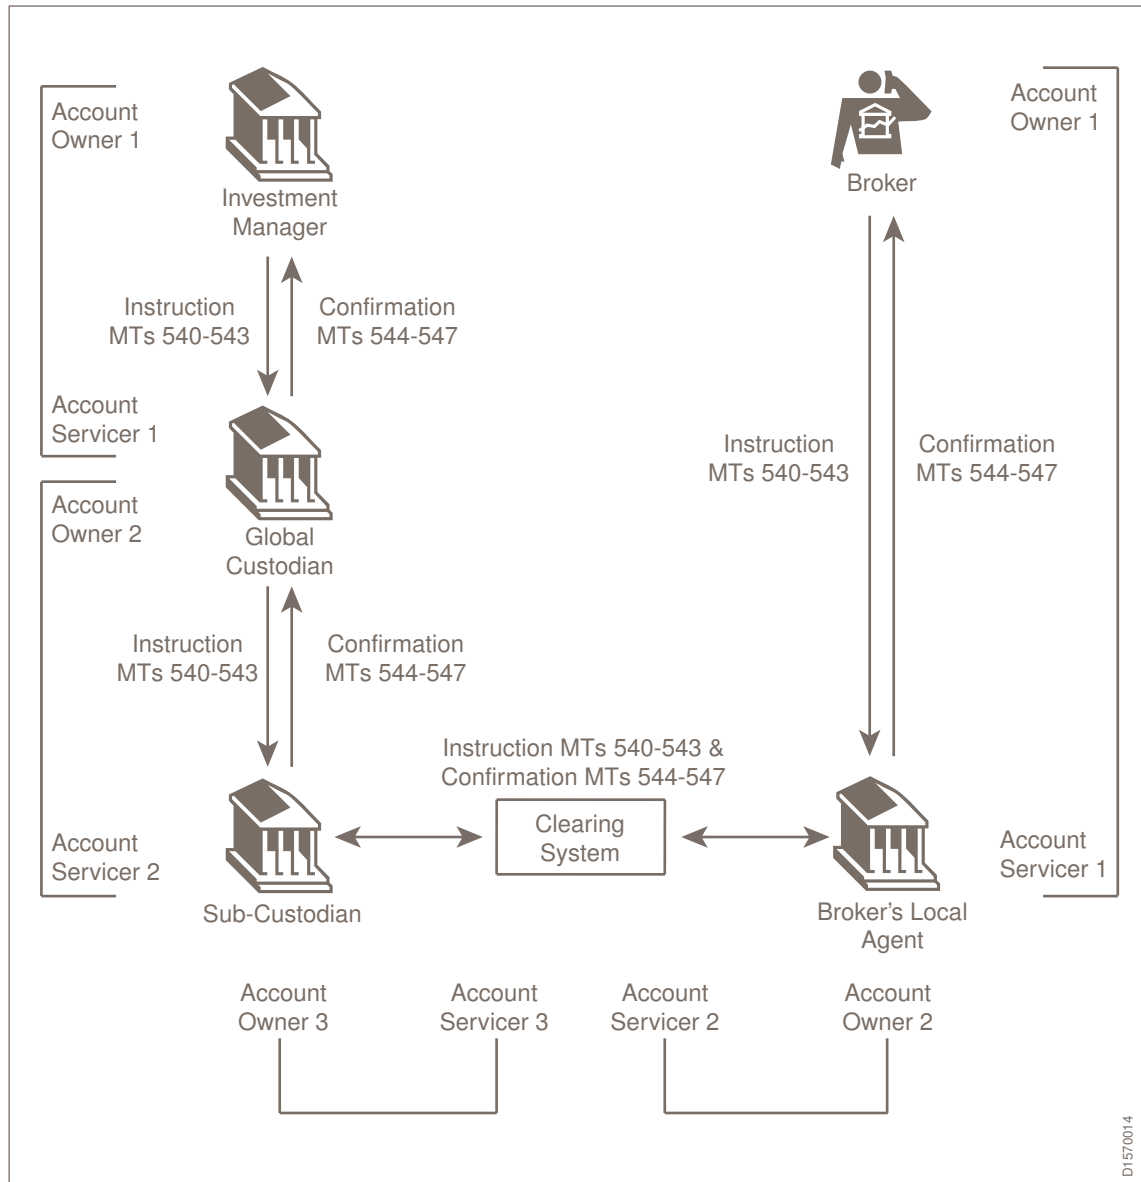 Account
Owner 1
Investment
Manager
Broker
Account
Owner 1
Instruction
MTs 540-543
Confirmation
MTs 544-547
Account
Servicer 1
Account
Owner 2
Global
Custodian
Instruction
MTs 540-543
Confirmation
MTs 544-547
Instruction
MTs 540-543
Confirmation
MTs 544-547
Instruction MTs 540-543 &
Confirmation MTs 544-547
Clearing
System
Account
Servicer 2
Sub-Custodian
Account
Servicer 1
Broker's Local
Agent
Account
Owner 3
Account
Servicer 3
Account
Servicer 2
Account
Owner 2
D1570014